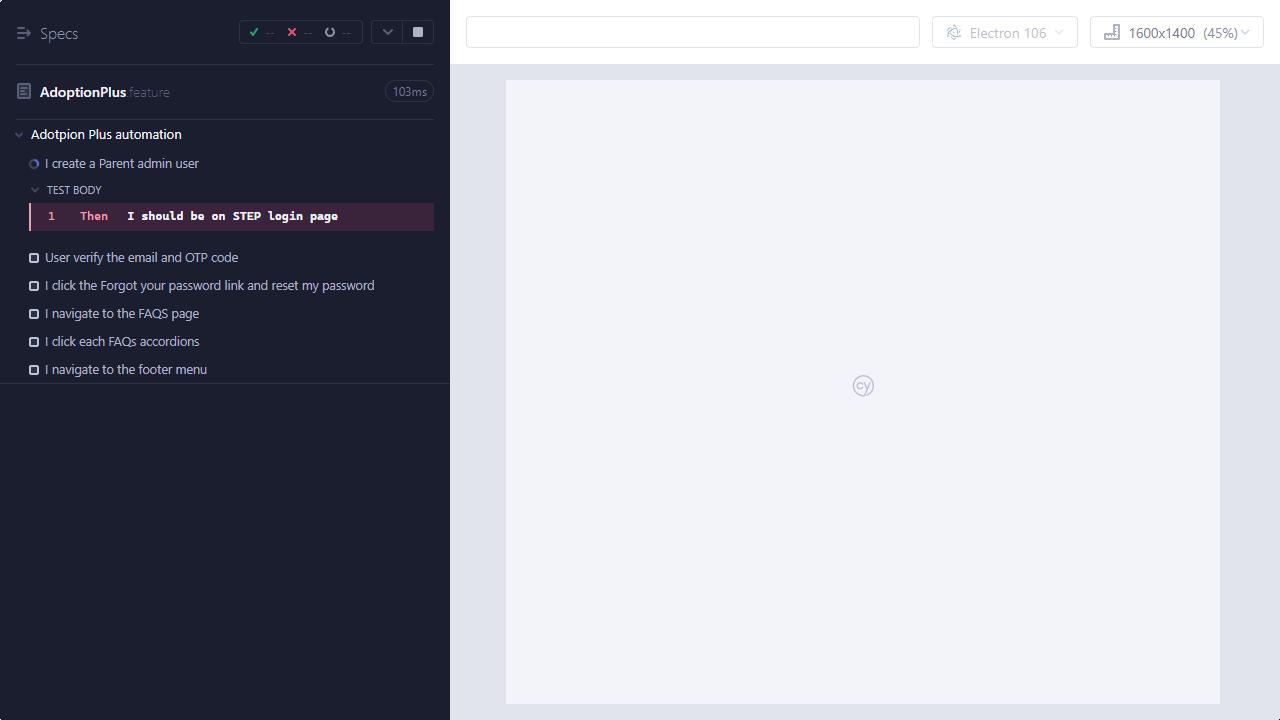 Specs
--
--
--
AdoptionPlus.feature
103ms
Adotpion Plus automation
I create a Parent admin user
TEST BODY
1 Then I should be on STEP login page
User verify the email and OTP code
I click the Forgot your password link and reset my password
I navigate to the FAQS page
I click each FAQs accordions
I navigate to the footer menu
Electron 106
1600x1400 (45%)
cy